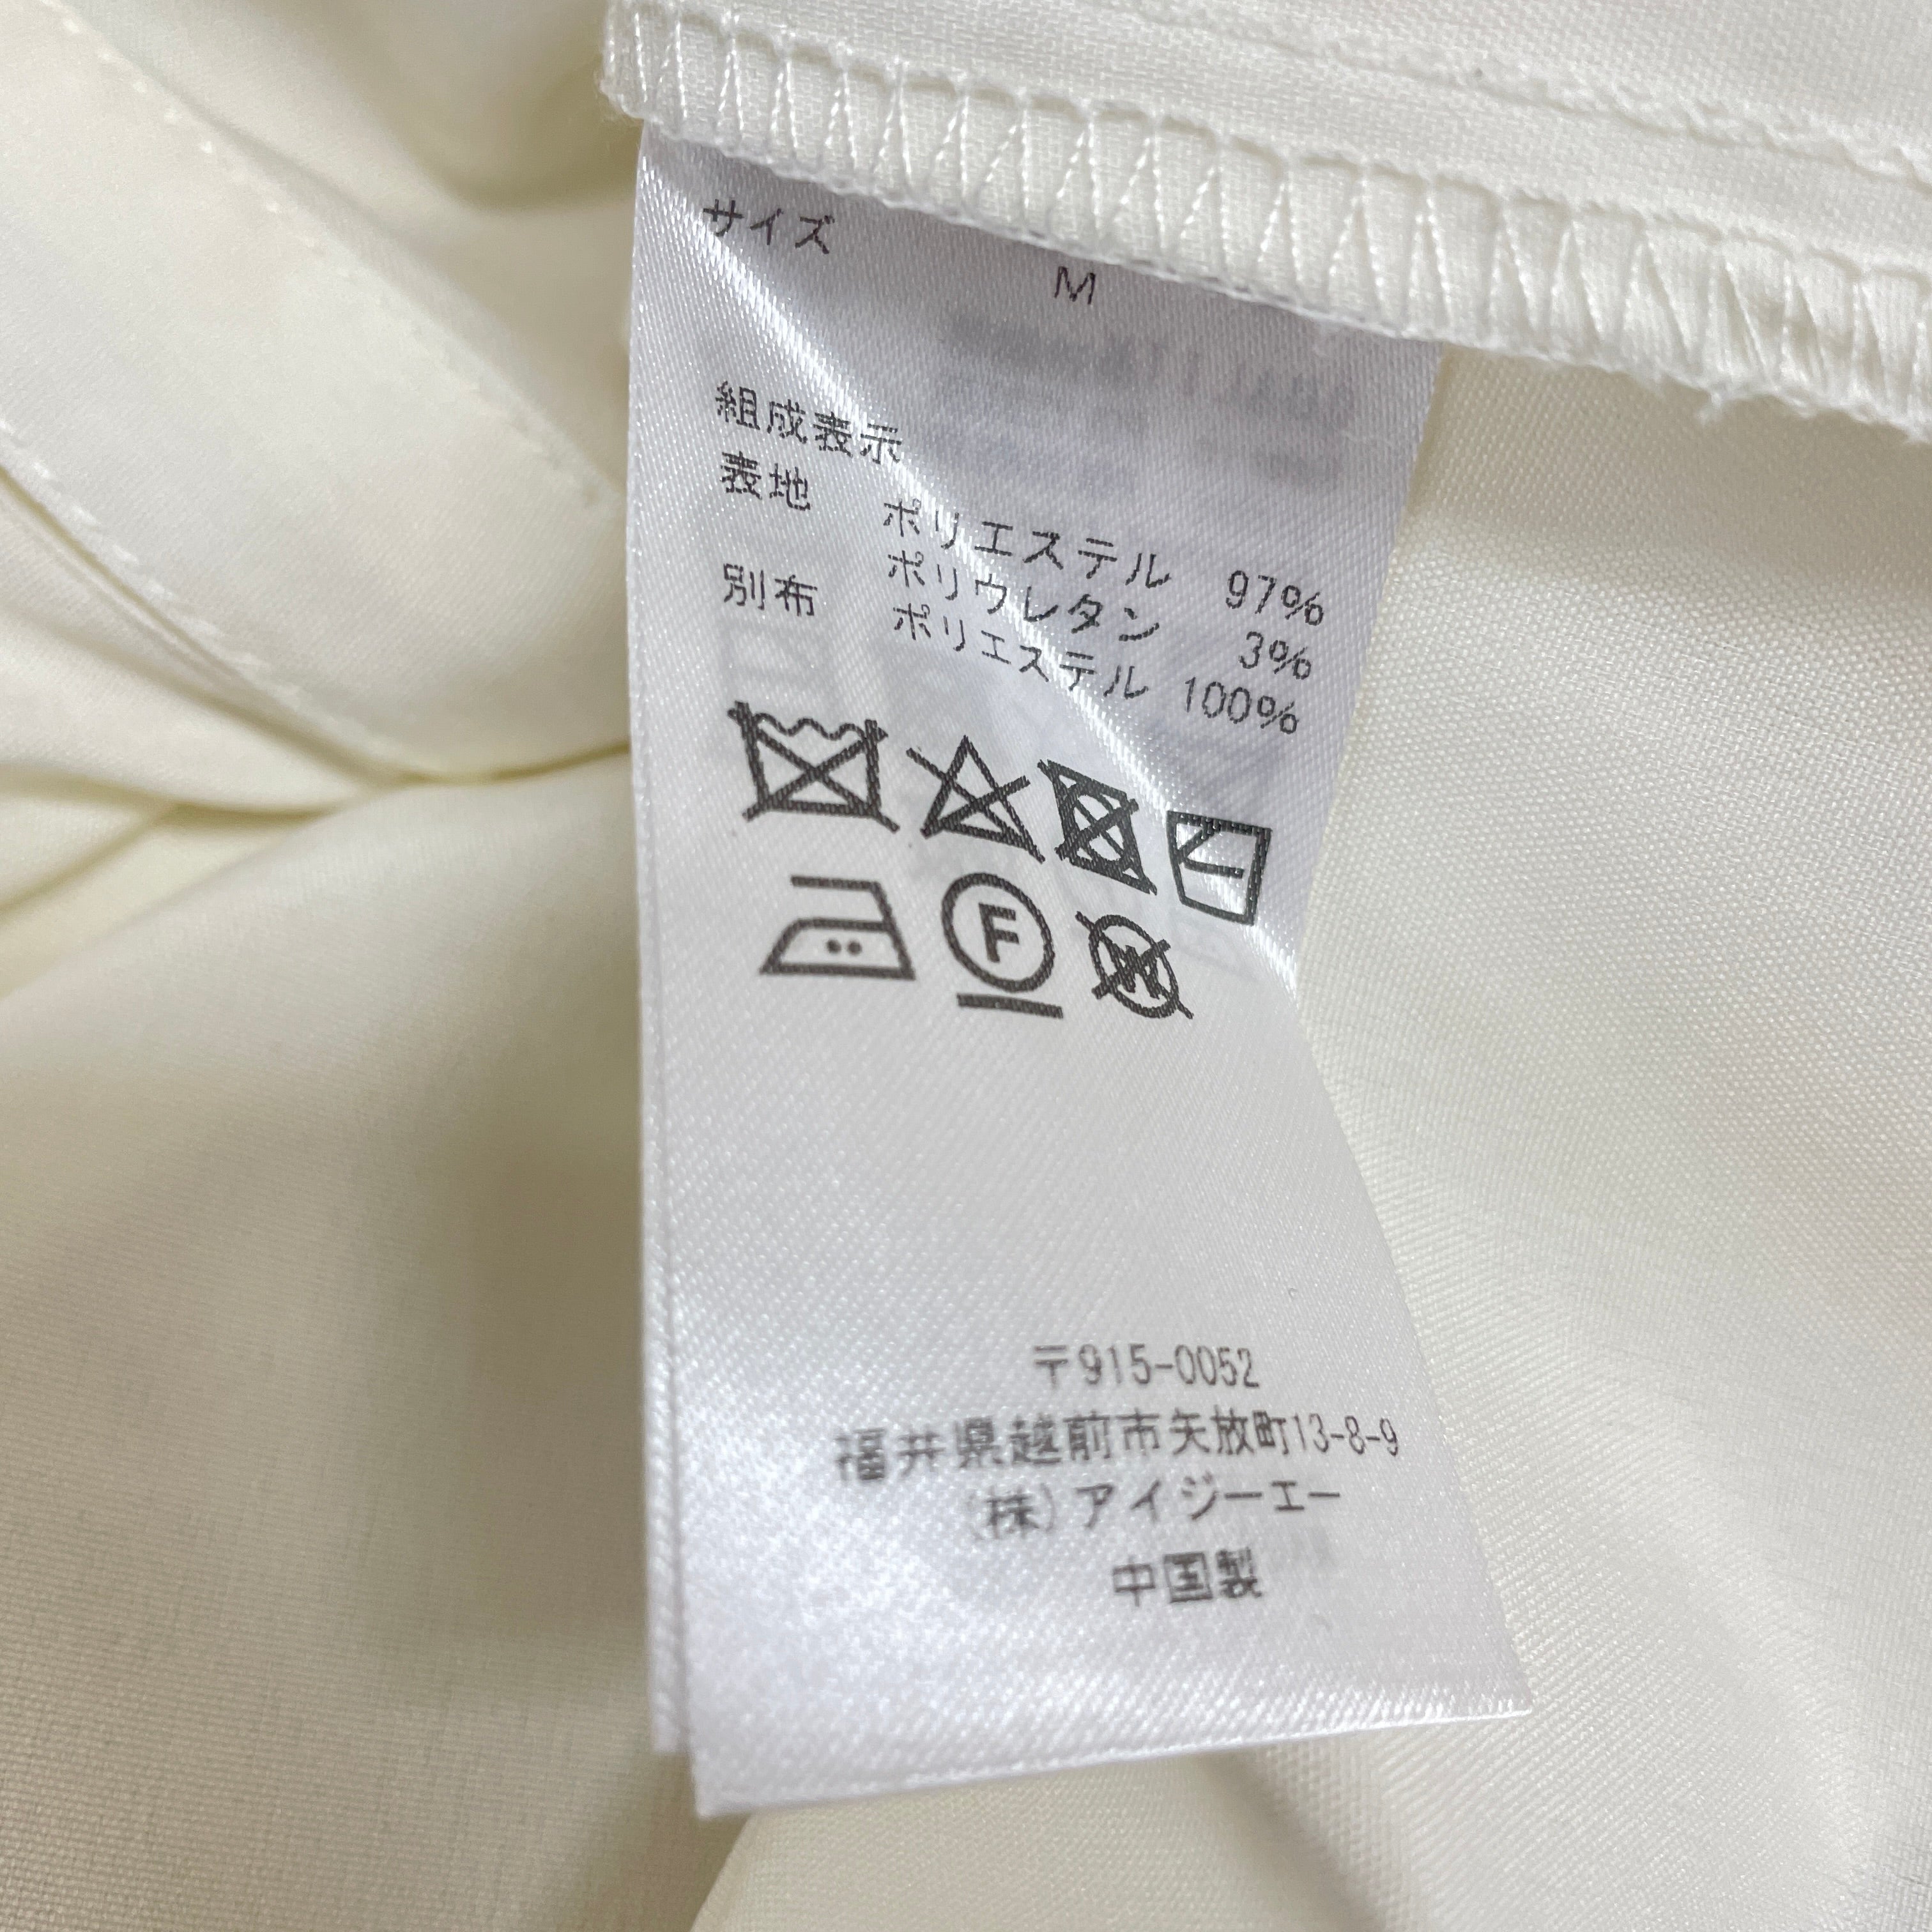 サイズ
M
組成表示
表地 ポリエステル 97%
ポリウレタン 3%
別布 ポリエステル 100%
F
W
〒915-0052
福井県越前市矢放町13-8-9
(株)アイジーエー
中国製